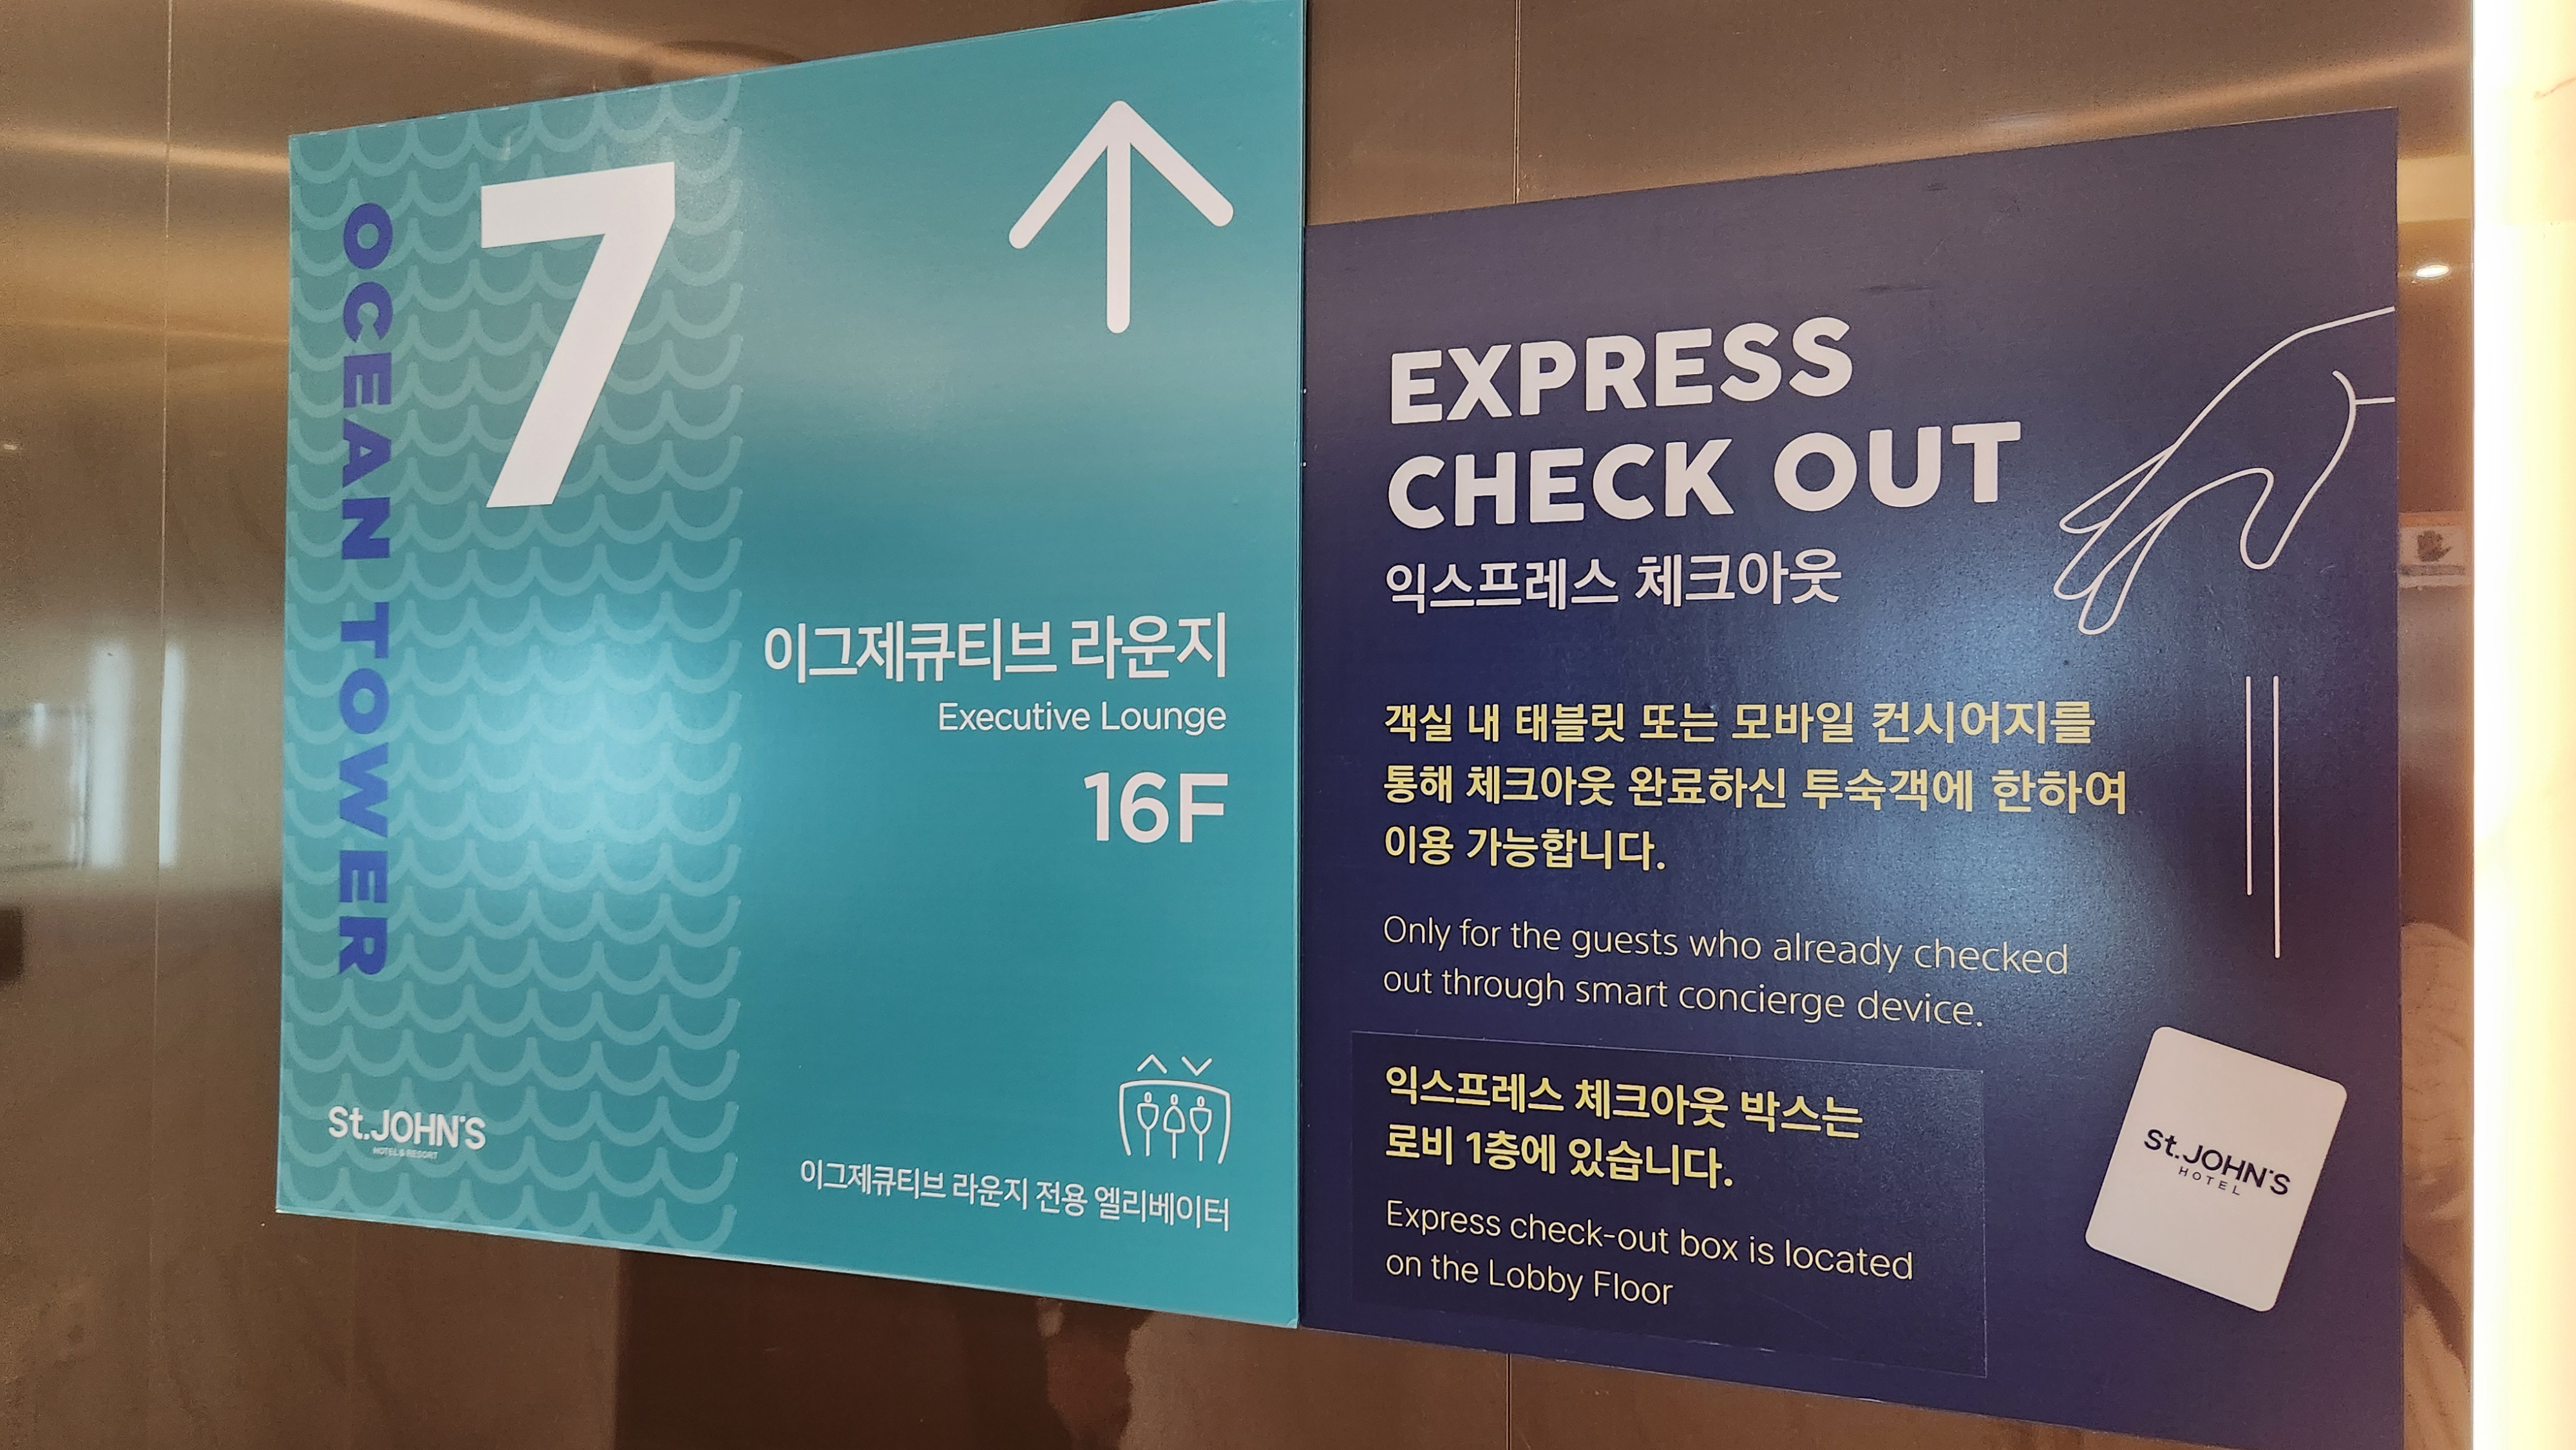 OCEAN TOWER
7
이그제큐티브 라운지
Executive Lounge
16F
이그제큐티브 라운지 전용 엘리베이터
St.JOHN'S
HOTEL & RESORT
EXPRESS
CHECK OUT
익스프레스 체크아웃
객실 내 태블릿 또는 모바일 컨시어지를
통해 체크아웃 완료하신 투숙객에 한하여
이용 가능합니다.
Only for the guests who already checked
out through smart concierge device.
익스프레스 체크아웃 박스는
로비 1층에 있습니다.
Express check-out box is located
on the Lobby Floor
St.JOHN'S
HOTEL